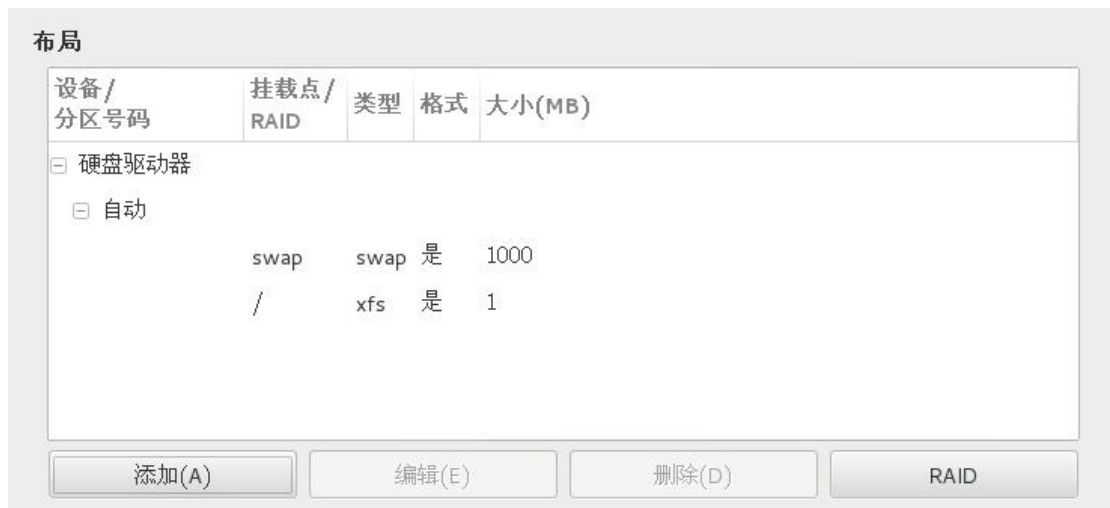 布局
设备/ 挂载点/ 类型 格式 大小(MB)
分区号码 RAID
硬盘驱动器
自动
swap swap 是 1000
/ xfs 是 1
添加(A) 编辑(E) 删除(D) RAID